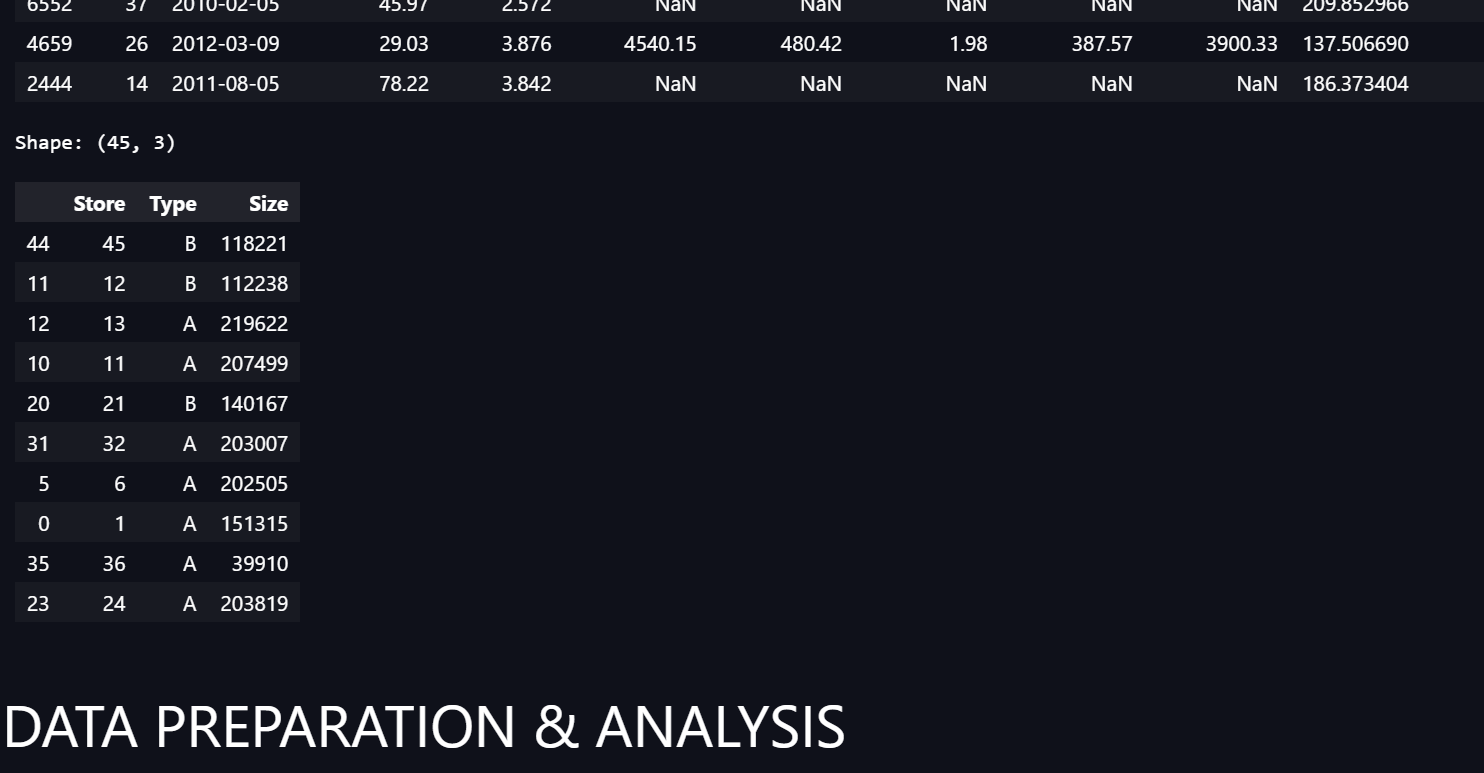 6552 37 2010-02-05 45.97 2.572 NaN NaN NaN NaN NaN 209.852966
4659 26 2012-03-09 29.03 3.876 4540.15 480.42 1.98 387.57 3900.33 137.506690
2444 14 2011-08-05 78.22 3.842 NaN NaN NaN NaN NaN 186.373404
Shape: (45, 3)
Store Type Size
44 45 B 118221
11 12 B 112238
12 13 A 219622
10 11 A 207499
20 21 B 140167
31 32 A 203007
5 6 A 202505
0 1 A 151315
35 36 A 39910
23 24 A 203819
DATA PREPARATION & ANALYSIS